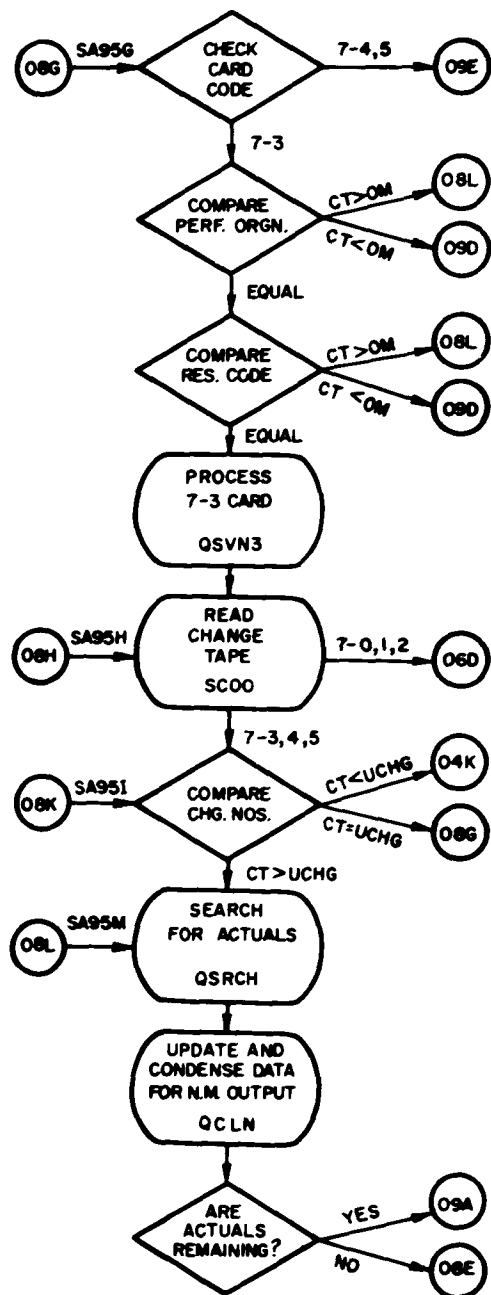 08G
SA95G
CHECK
CARD
CODE
7-4,5
09E
7-3
COMPARE
PERF. ORGN.
CT>OM
08L
CT<OM
09D
EQUAL
COMPARE
RES. CODE
CT>OM
08L
CT<OM
09D
EQUAL
PROCESS
7-3 CARD
QSVN3
08H
SA95H
READ
CHANGE
TAPE
SCOO
7-0,1,2
06D
7-3,4,5
08K
SA95I
COMPARE
CHG. NOS.
CT<UCHG
04K
CT=UCHG
08G
CT>UCHG
08L
SA95M
SEARCH
FOR ACTUALS
QSRCH
UPDATE AND
CONDENSE DATA
FOR N.M. OUTPUT
QCLN
ARE
ACTUALS
REMAINING?
YES
09A
NO
08E